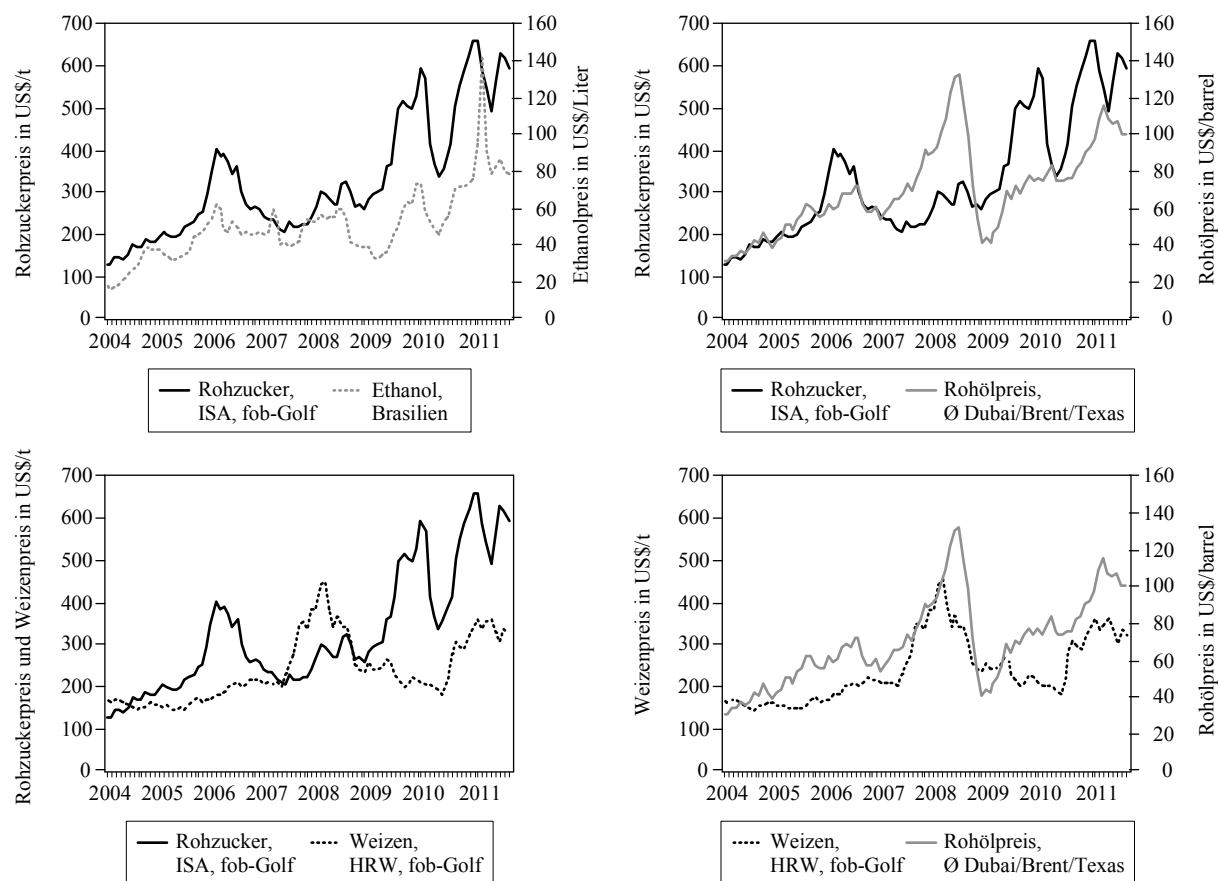 Rohzuckerpreis in US$/t
700
600
500
400
300
200
100
0
160
140
120
100
80
60
40
20
0
Ethanolpreis in US$/Liter
2004 2005 2006 2007 2008 2009 2010 2011
Rohzucker,
ISA, fob-Golf
Ethanol,
Brasilien
Rohzuckerpreis in US$/t
700
600
500
400
300
200
100
0
160
140
120
100
80
60
40
20
0
Rohölpreis in US$/barrel
2004 2005 2006 2007 2008 2009 2010 2011
Rohzucker,
ISA, fob-Golf
Rohölpreis,
Ø Dubai/Brent/Texas
Rohzuckerpreis und Weizenpreis in US$/t
700
600
500
400
300
200
100
0
2004 2005 2006 2007 2008 2009 2010 2011
Rohzucker,
ISA, fob-Golf
Weizen,
HRW, fob-Golf
Weizenpreis in US$/t
700
600
500
400
300
200
100
0
160
140
120
100
80
60
40
20
0
Rohölpreis in US$/barrel
2004 2005 2006 2007 2008 2009 2010 2011
Weizen,
HRW, fob-Golf
Rohölpreis,
Ø Dubai/Brent/Texas